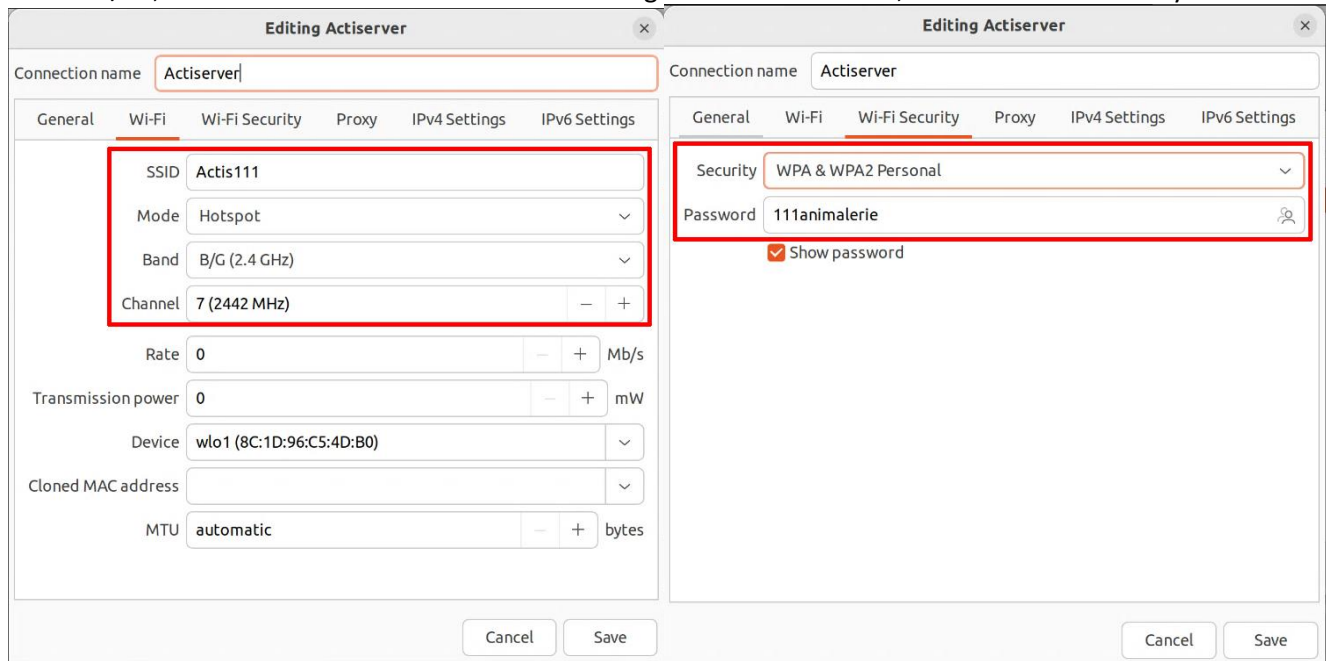 Editing Actiserver
Connection name Actiserver
General Wi-Fi Wi-Fi Security Proxy IPv4 Settings IPv6 Settings
SSID Actis111
Mode Hotspot
Band B/G (2.4 GHz)
Channel 7 (2442 MHz) − +
Rate 0 − + Mb/s
Transmission power 0 − + mW
Device wlo1 (8C:1D:96:C5:4D:B0)
Cloned MAC address
MTU automatic − + bytes
Cancel Save
Editing Actiserver
Connection name Actiserver
General Wi-Fi Wi-Fi Security Proxy IPv4 Settings IPv6 Settings
Security WPA & WPA2 Personal
Password 111animalerie
Show password
Cancel Save